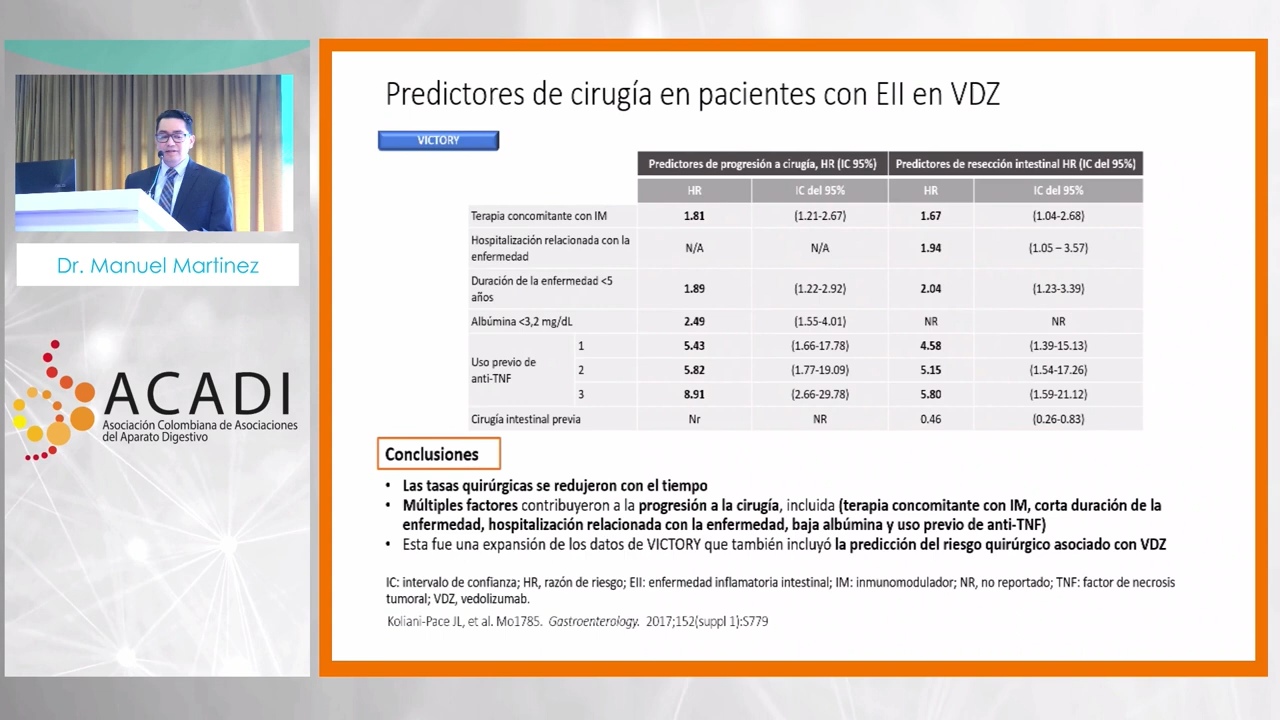 Predictores de cirugía en pacientes con EII en VDZ
VICTORY
Predictores de progresión a cirugía, HR (IC 95%) Predictores de resección intestinal HR (IC del 95%)
HR IC del 95% HR IC del 95%
Terapia concomitante con IM 1.81 (1.21-2.67) 1.67 (1.04-2.68)
Hospitalización relacionada con la
enfermedad N/A N/A 1.94 (1.05 – 3.57)
Duración de la enfermedad <5
años 1.89 (1.22-2.92) 2.04 (1.23-3.39)
Albúmina <3,2 mg/dL 2.49 (1.55-4.01) NR NR
Uso previo de
anti-TNF
1 5.43 (1.66-17.78) 4.58 (1.39-15.13)
2 5.82 (1.77-19.09) 5.15 (1.54-17.26)
3 8.91 (2.66-29.78) 5.80 (1.59-21.12)
Cirugía intestinal previa Nr NR 0.46 (0.26-0.83)
Conclusiones
• Las tasas quirúrgicas se redujeron con el tiempo
• Múltiples factores contribuyeron a la progresión a la cirugía, incluida (terapia concomitante con IM, corta duración de la
enfermedad, hospitalización relacionada con la enfermedad, baja albúmina y uso previo de anti-TNF)
• Esta fue una expansión de los datos de VICTORY que también incluyó la predicción del riesgo quirúrgico asociado con VDZ
IC: intervalo de confianza; HR, razón de riesgo; EII: enfermedad inflamatoria intestinal; IM: inmunomodulador; NR, no reportado; TNF: factor de necrosis
tumoral; VDZ, vedolizumab.
Koliani-Pace JL, et al. Mo1785. Gastroenterology. 2017;152(suppl 1):S779
Dr. Manuel Martinez
ACADI
Asociación Colombiana de Asociaciones
del Aparato Digestivo